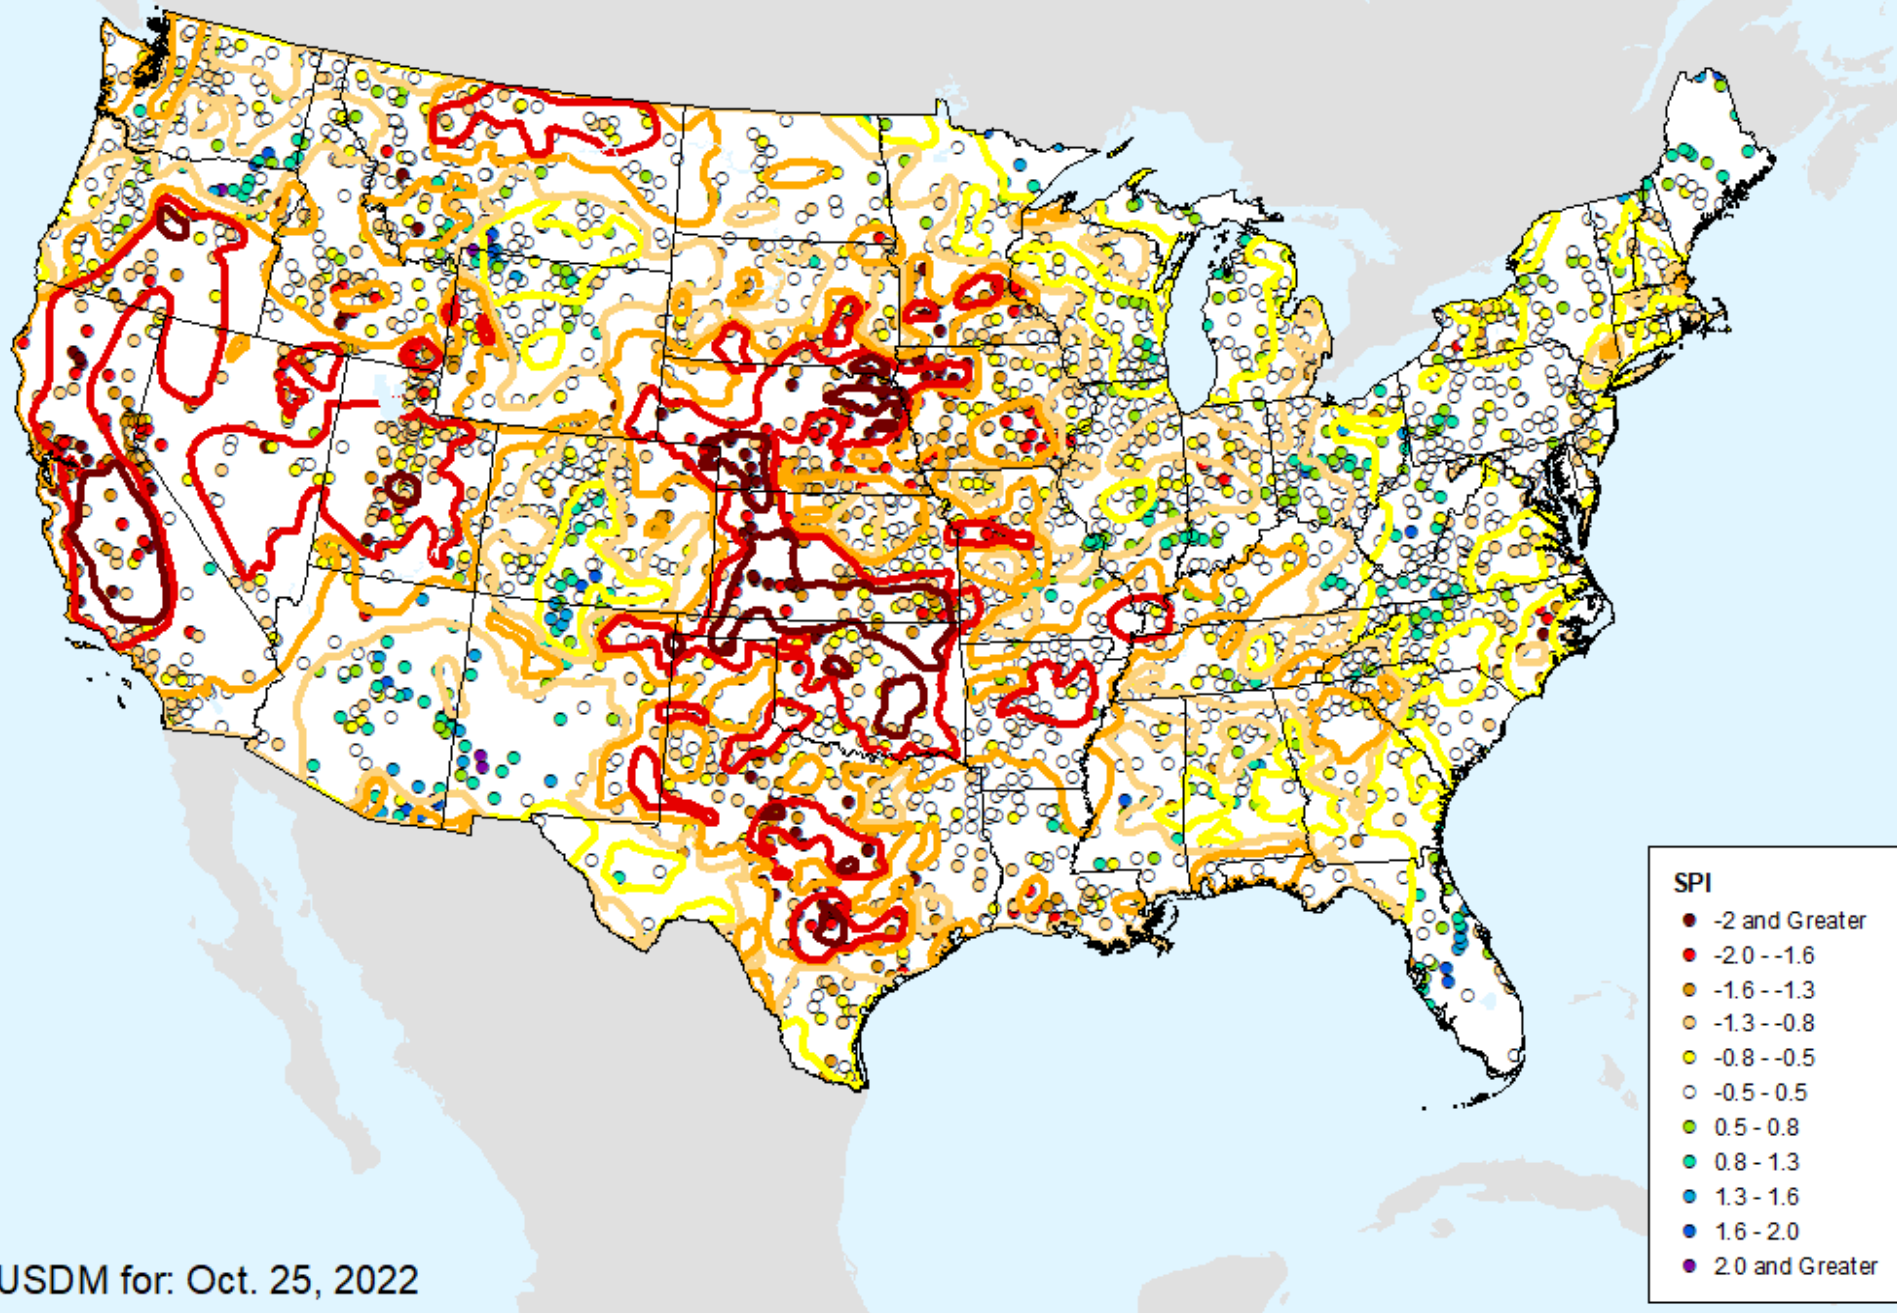 SPI
-2 and Greater
-2.0 - -1.6
-1.6 - -1.3
-1.3 - -0.8
-0.8 - -0.5
-0.5 - 0.5
0.5 - 0.8
0.8 - 1.3
1.3 - 1.6
1.6 - 2.0
2.0 and Greater
USDM for: Oct. 25, 2022